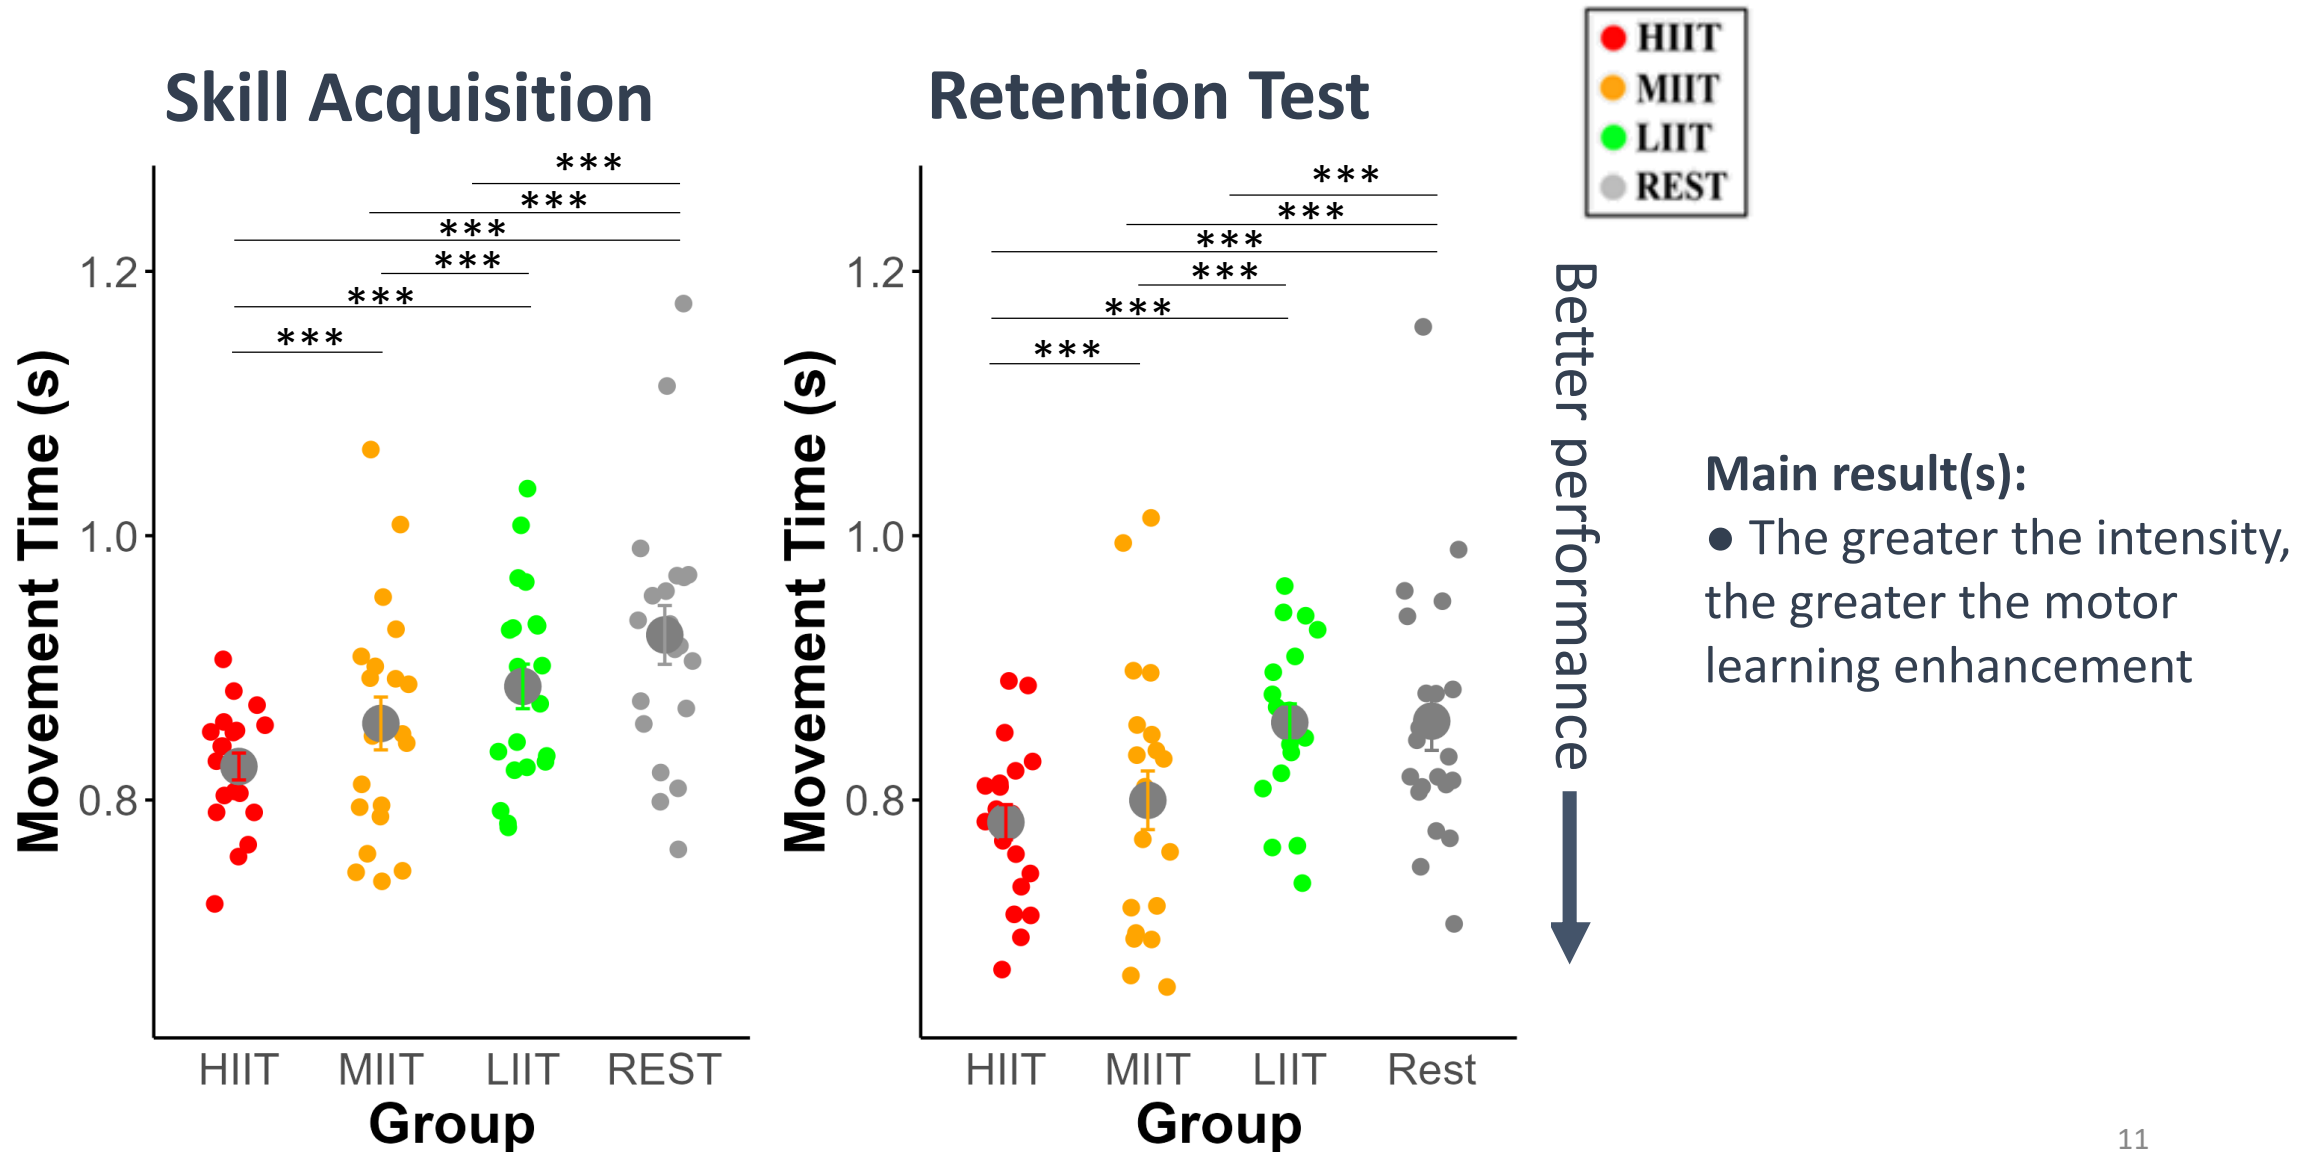 Skill Acquisition
***
***
***
***
***
***
1.2
1.0
0.8
Movement Time (s)
HIIT MIIT LIIT REST
Group
Retention Test
***
***
***
***
***
***
1.2
1.0
0.8
Movement Time (s)
HIIT MIIT LIIT Rest
Group
HIIT
MIIT
LIIT
REST
Better performance
Main result(s):
● The greater the intensity,
the greater the motor
learning enhancement
11